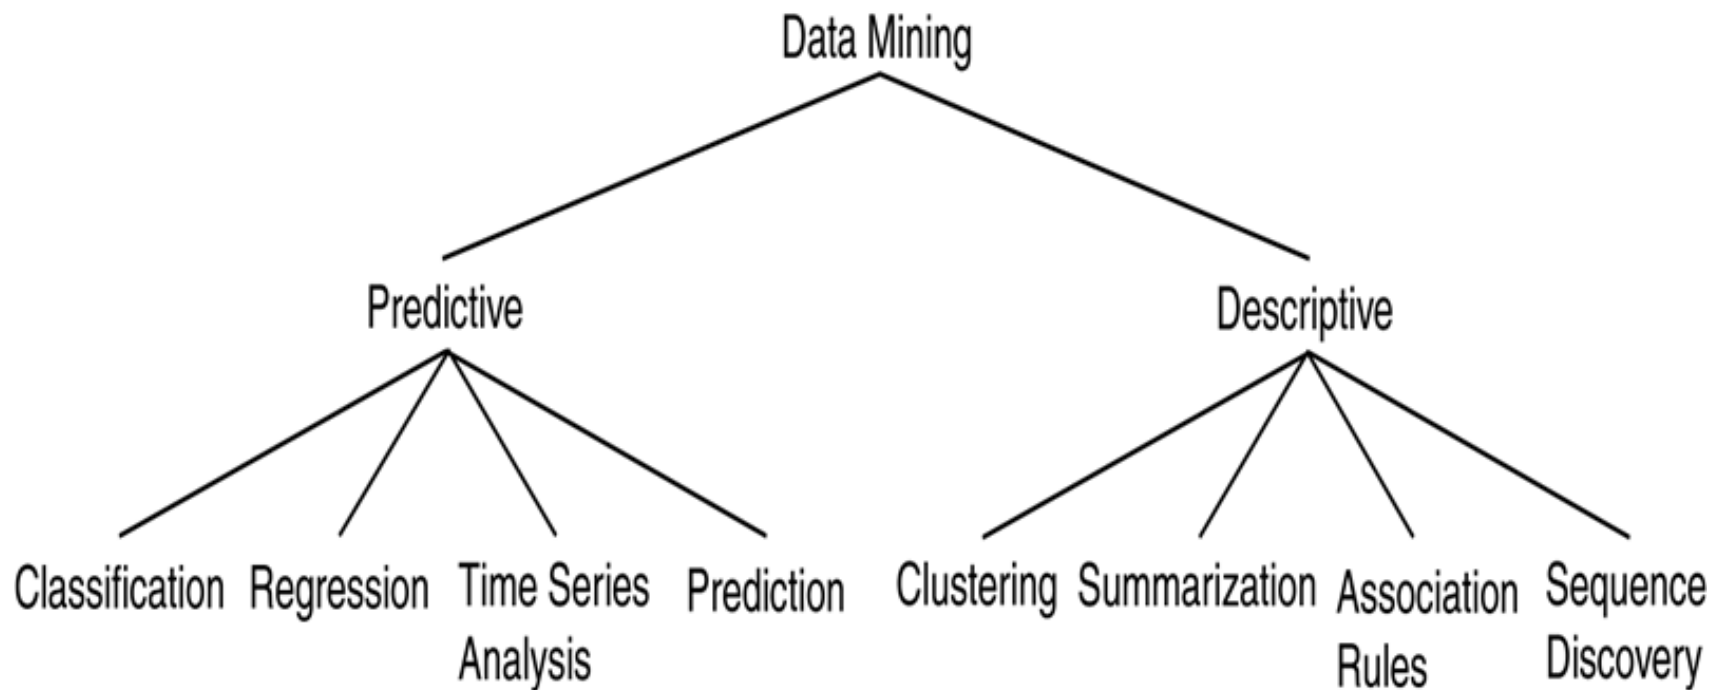 Data Mining
Predictive
Descriptive
Classification
Regression
Time Series
Analysis
Prediction
Clustering
Summarization
Association
Rules
Sequence
Discovery